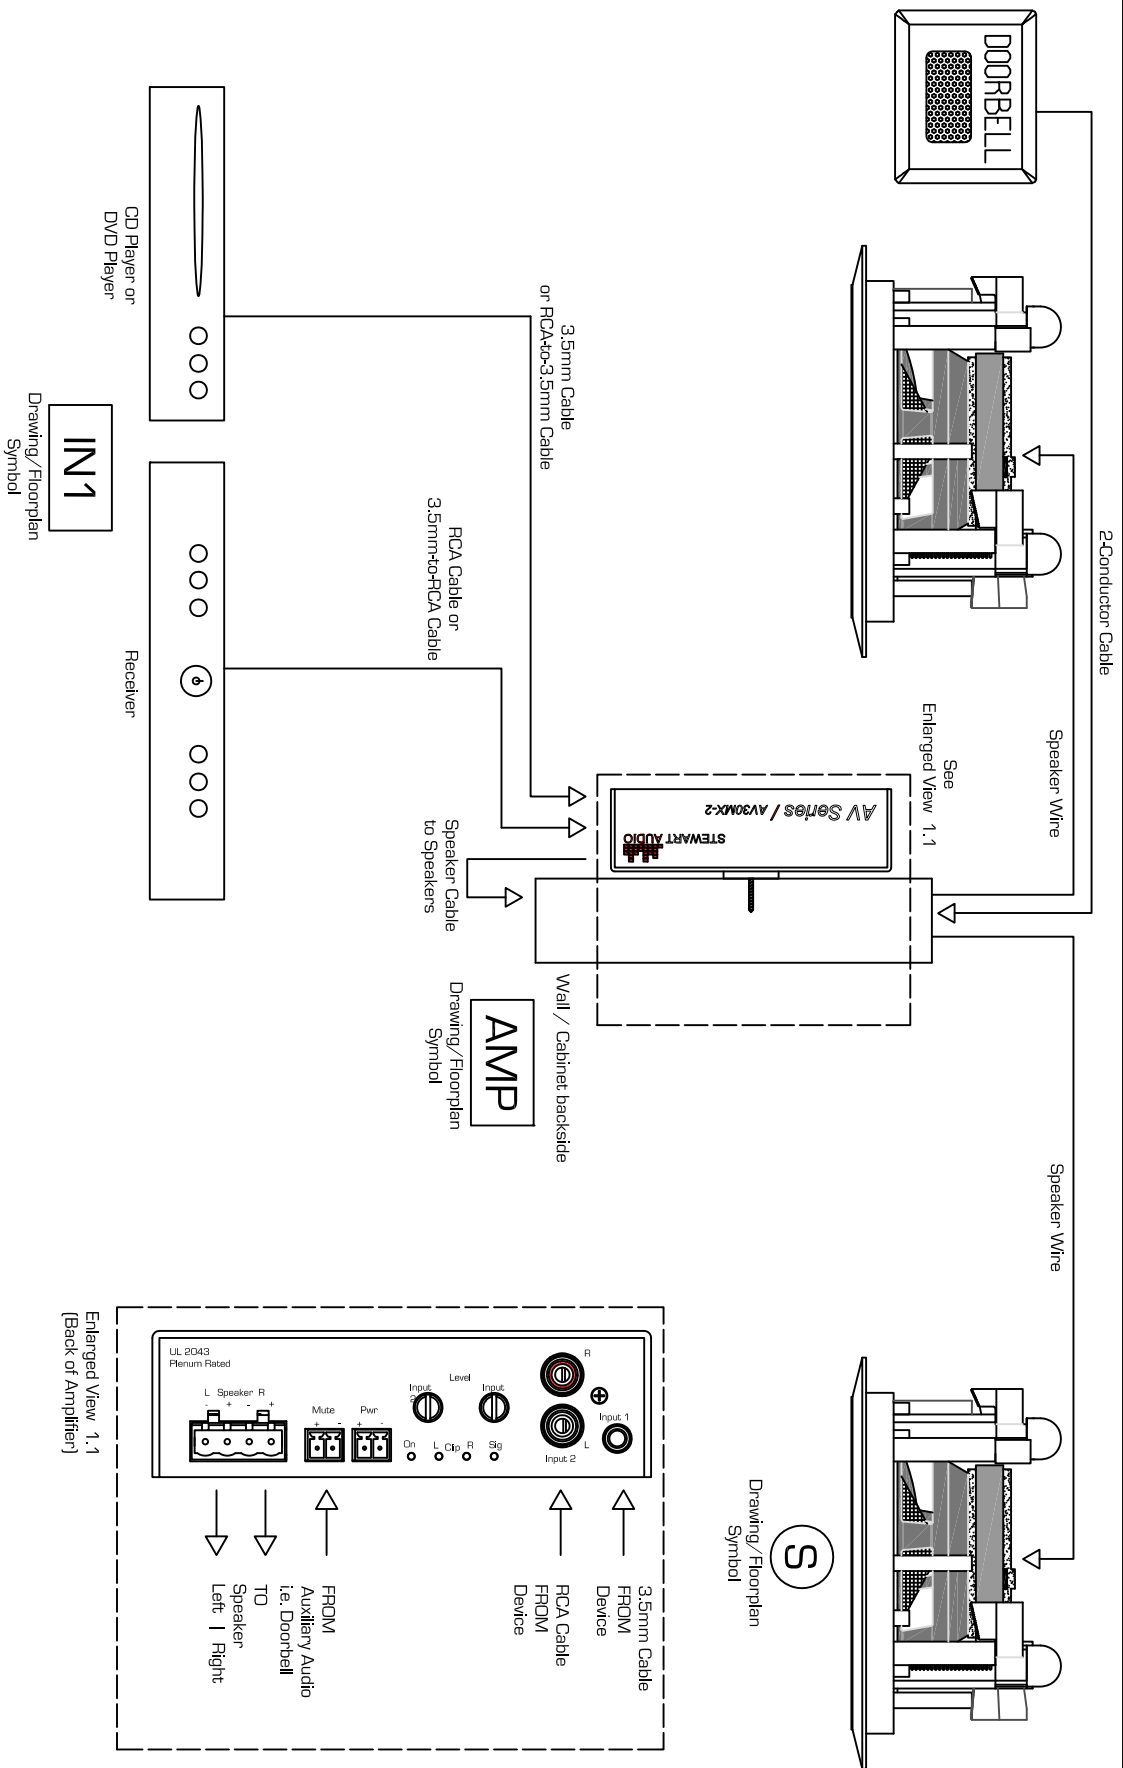 DOORBELL
2-Conductor Cable
Speaker Wire
Speaker Wire
See
Enlarged View 1.1
AV Series / AV30MX-2
STEWART AUDIO
3.5mm Cable
or RCA-to-3.5mm Cable
RCA Cable or
3.5mm-to-RCA Cable
Speaker Cable
to Speakers
Wall / Cabinet backside
AMP
Drawing/Floorplan
Symbol
CD Player or
DVD Player
Receiver
IN1
Drawing/Floorplan
Symbol
S
Drawing/Floorplan
Symbol
UL 2043
Plenum Rated
L Speaker R
- + - +
Mute
+ -
Pwr
+ -
Level
Input
2
Input
On
L Clip R
Sig
R
L
Input 2
Input 1
3.5mm Cable
FROM
Device
RCA Cable
FROM
Device
FROM
Auxiliary Audio
i.e. Doorbell
TO
Speaker
Left | Right
Enlarged View 1.1
(Back of Amplifier)